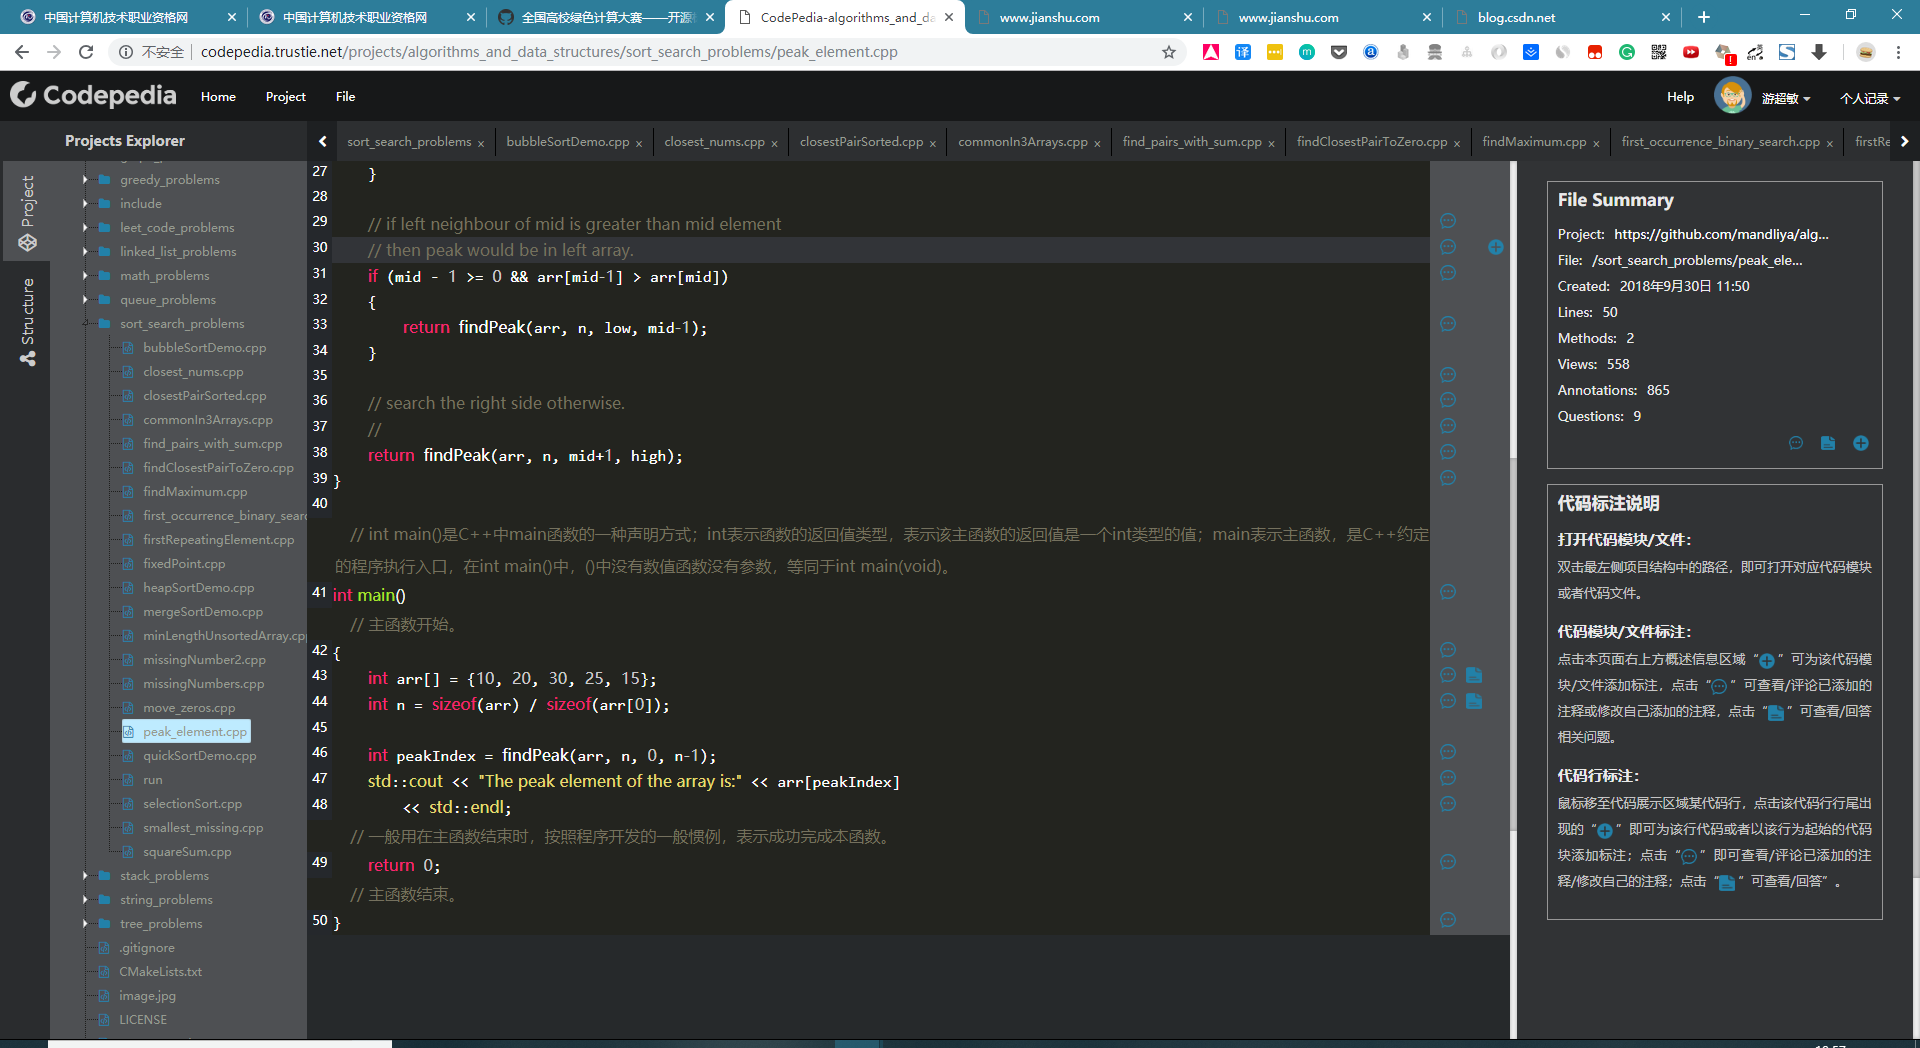 中国计算机技术职业资格网
中国计算机技术职业资格网
全国高校绿色计算大赛——开源
CodePedia-algorithms_and_da
www.jianshu.com
www.jianshu.com
blog.csdn.net
不安全
codepedia.trustie.net/projects/algorithms_and_data_structures/sort_search_problems/peak_element.cpp
Codepedia
Home
Project
File
Help
游超敏
个人记录
Projects Explorer
sort_search_problems ×
bubbleSortDemo.cpp ×
closest_nums.cpp ×
closestPairSorted.cpp ×
commonIn3Arrays.cpp ×
find_pairs_with_sum.cpp ×
findClosestPairToZero.cpp ×
findMaximum.cpp ×
first_occurrence_binary_search.cpp ×
firstRe
Project
Structure
greedy_problems
include
leet_code_problems
linked_list_problems
math_problems
queue_problems
sort_search_problems
bubbleSortDemo.cpp
closest_nums.cpp
closestPairSorted.cpp
commonIn3Arrays.cpp
find_pairs_with_sum.cpp
findClosestPairToZero.cpp
findMaximum.cpp
first_occurrence_binary_searc
firstRepeatingElement.cpp
fixedPoint.cpp
heapSortDemo.cpp
mergeSortDemo.cpp
minLengthUnsortedArray.cp
missingNumber2.cpp
missingNumbers.cpp
move_zeros.cpp
peak_element.cpp
quickSortDemo.cpp
run
selectionSort.cpp
smallest_missing.cpp
squareSum.cpp
stack_problems
string_problems
tree_problems
.gitignore
CMakeLists.txt
image.jpg
LICENSE
27 }
28
29 // if left neighbour of mid is greater than mid element
30 // then peak would be in left array.
31 if (mid - 1 >= 0 && arr[mid-1] > arr[mid])
32 {
33 return findPeak(arr, n, low, mid-1);
34 }
35
36 // search the right side otherwise.
37 //
38 return findPeak(arr, n, mid+1, high);
39 }
40
// int main()是C++中main函数的一种声明方式；int表示函数的返回值类型，表示该主函数的返回值是一个int类型的值；main表示主函数，是C++约定
的程序执行入口，在int main()中，()中没有数值函数没有参数，等同于int main(void)。
41 int main()
// 主函数开始。
42 {
43 int arr[] = {10, 20, 30, 25, 15};
44 int n = sizeof(arr) / sizeof(arr[0]);
45
46 int peakIndex = findPeak(arr, n, 0, n-1);
47 std::cout << "The peak element of the array is:" << arr[peakIndex]
48 << std::endl;
// 一般用在主函数结束时，按照程序开发的一般惯例，表示成功完成本函数。
49 return 0;
// 主函数结束。
50 }
File Summary
Project: https://github.com/mandliya/alg...
File: /sort_search_problems/peak_ele...
Created: 2018年9月30日 11:50
Lines: 50
Methods: 2
Views: 558
Annotations: 865
Questions: 9
代码标注说明
打开代码模块/文件：
双击最左侧项目结构中的路径，即可打开对应代码模块
或者代码文件。
代码模块/文件标注：
点击本页面右上方概述信息区域“ ”可为该代码模
块/文件添加标注，点击“ ”可查看/评论已添加的
注释或修改自己添加的注释，点击“ ”可查看/回答
相关问题。
代码行标注：
鼠标移至代码展示区域某代码行，点击该代码行行尾出
现的“ ”即可为该行代码或者以该行为起始的代码
块添加标注；点击“ ”即可查看/评论已添加的注
释/修改自己的注释；点击“ “可查看/回答”。